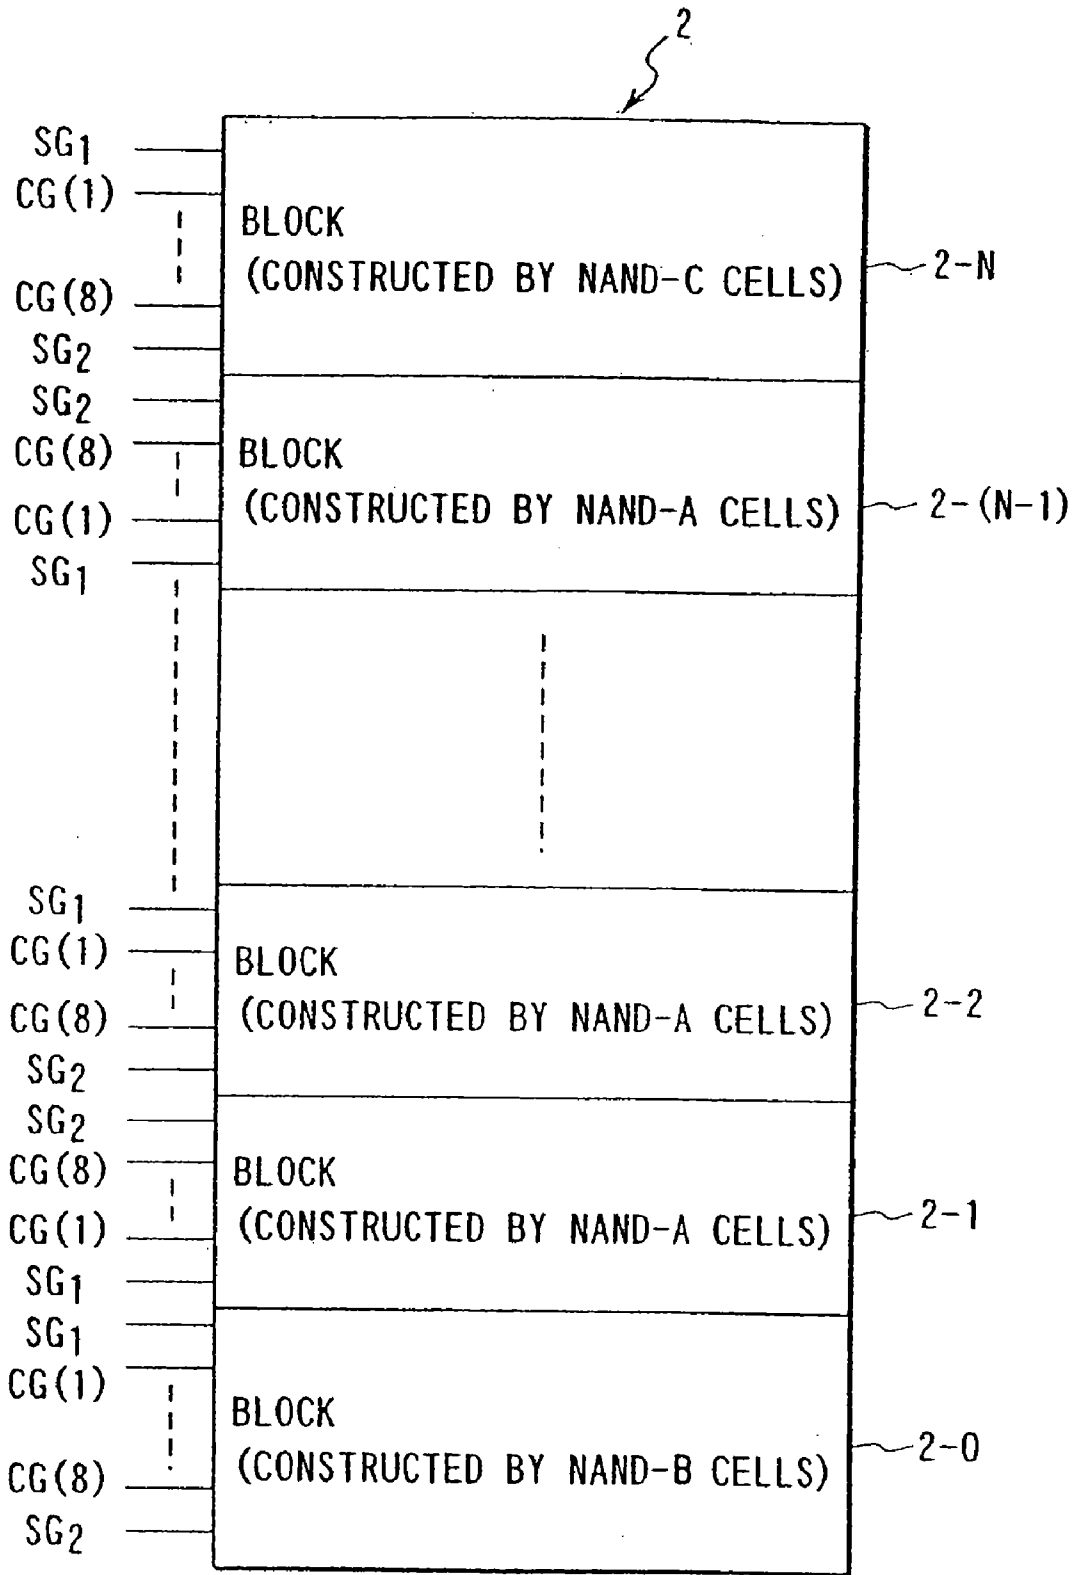 2
SG1
CG(1)
BLOCK
(CONSTRUCTED BY NAND-C CELLS)
2-N
CG(8)
SG2
SG2
CG(8)
BLOCK
(CONSTRUCTED BY NAND-A CELLS)
2-(N-1)
CG(1)
SG1
SG1
CG(1)
BLOCK
(CONSTRUCTED BY NAND-A CELLS)
2-2
CG(8)
SG2
SG2
CG(8)
BLOCK
(CONSTRUCTED BY NAND-A CELLS)
2-1
CG(1)
SG1
SG1
CG(1)
BLOCK
(CONSTRUCTED BY NAND-B CELLS)
2-0
CG(8)
SG2